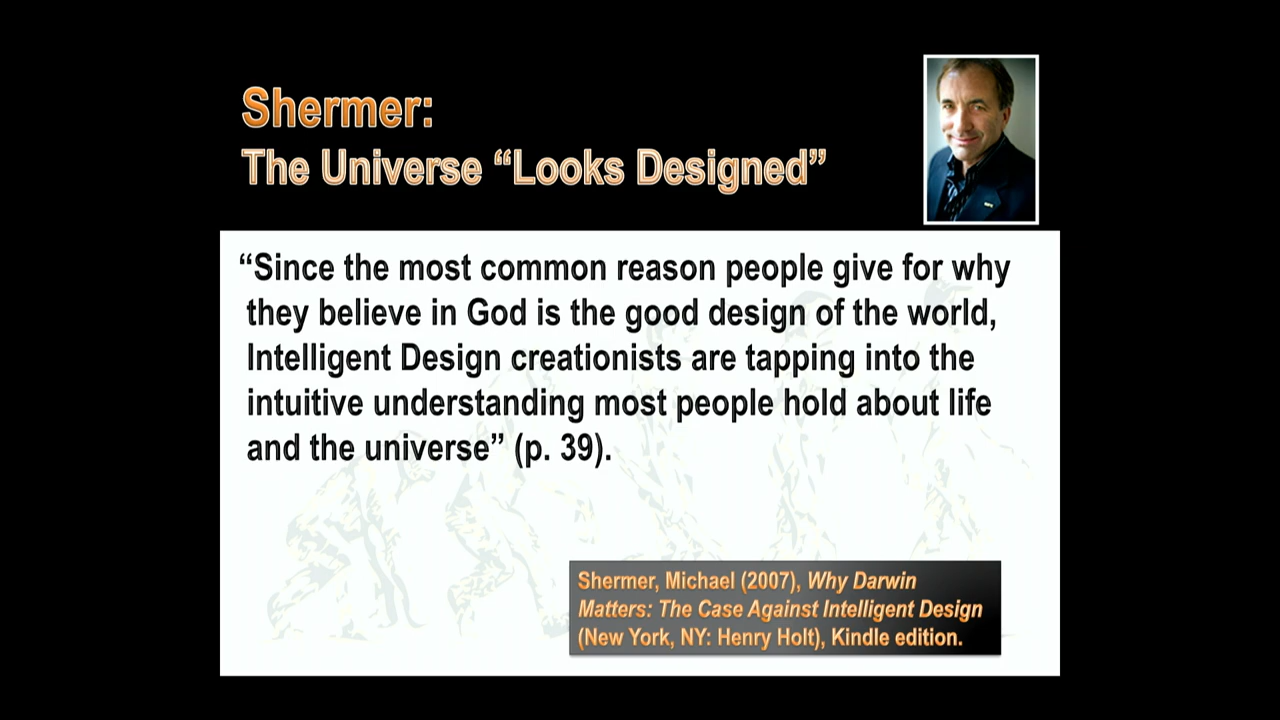 Shermer:
The Universe “Looks Designed”
“Since the most common reason people give for why
they believe in God is the good design of the world,
Intelligent Design creationists are tapping into the
intuitive understanding most people hold about life
and the universe” (p. 39).
Shermer, Michael (2007), Why Darwin
Matters: The Case Against Intelligent Design
(New York, NY: Henry Holt), Kindle edition.